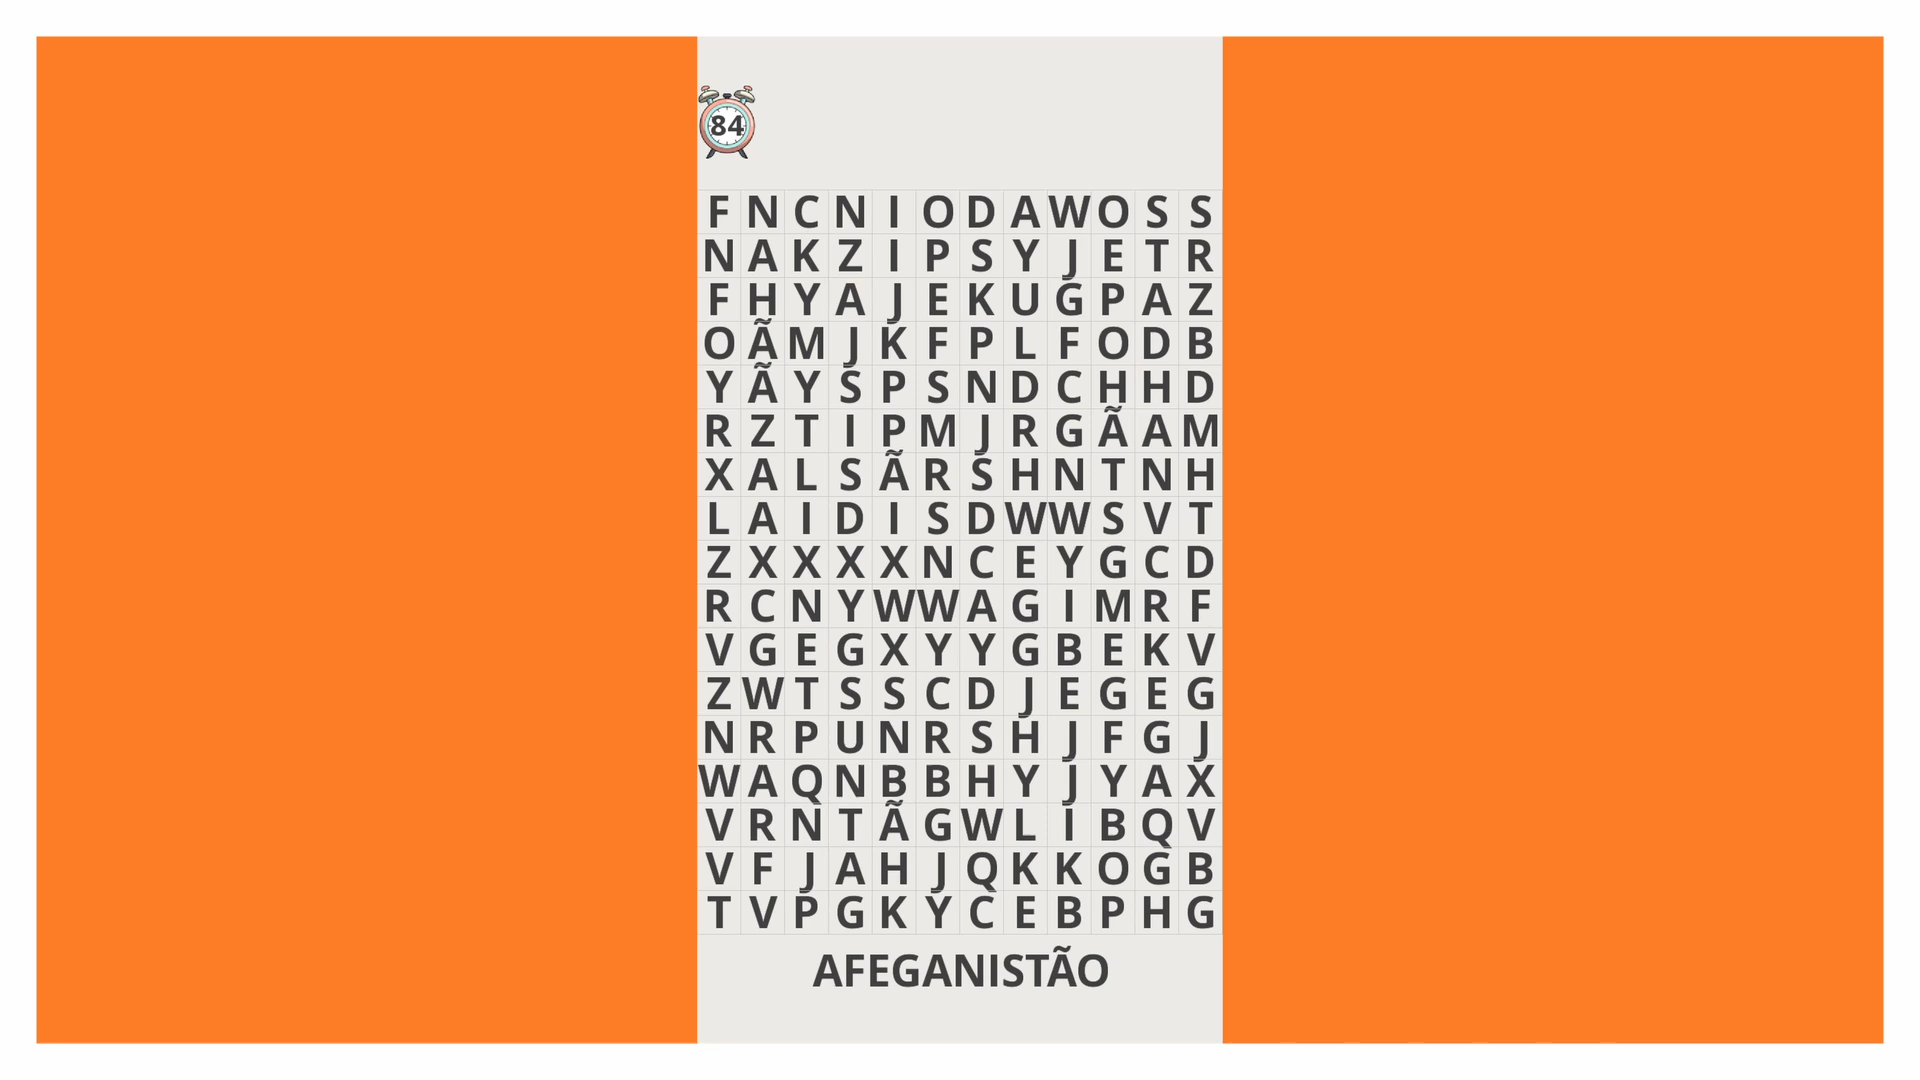 84
F N C N I O D A W O S S
N A K Z I P S Y J E T R
F H Y A J E K U G P A Z
O Ã M J K F P L F O D B
Y Ã Y S P S N D C H H D
R Z T I P M J R G Ã A M
X A L S Ã R S H N T N H
L A I D I S D W W S V T
Z X X X X N C E Y G C D
R C N Y W W A G I M R F
V G E G X Y Y G B E K V
Z W T S S C D J E G E G
N R P U N R S H J F G J
W A Q N B B H Y J Y A X
V R N T Ã G W L I B Q V
V F J A H J Q K K O G B
T V P G K Y C E B P H G
AFEGANISTÃO